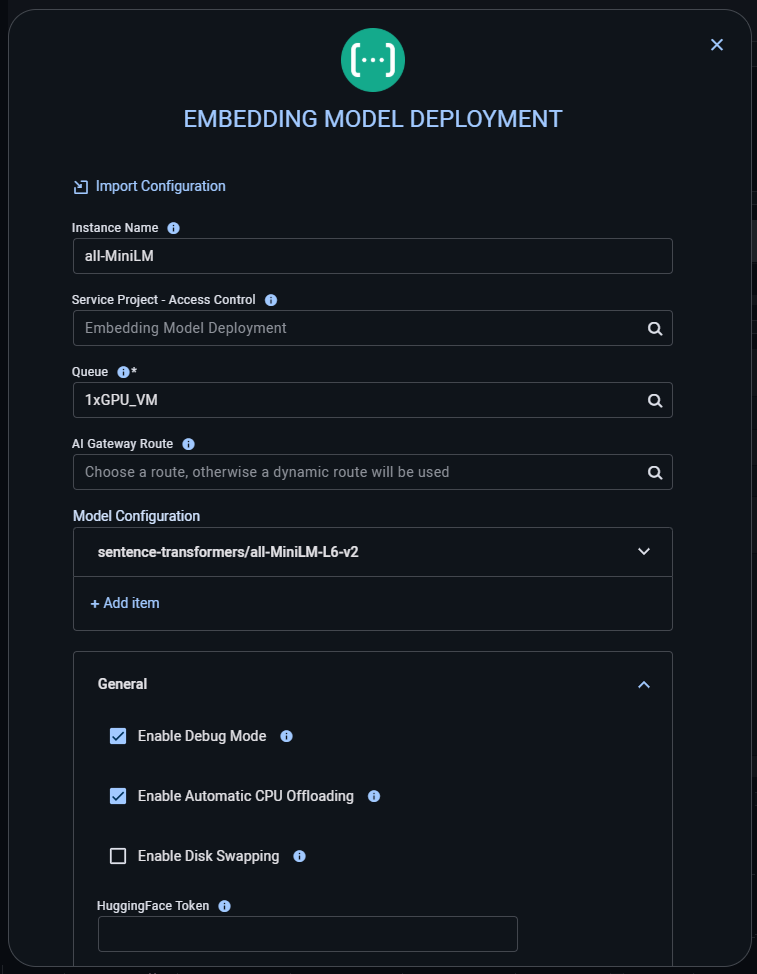 EMBEDDING MODEL DEPLOYMENT
Import Configuration
Instance Name
all-MiniLM
Service Project - Access Control
Embedding Model Deployment
Queue *
1xGPU_VM
AI Gateway Route
Choose a route, otherwise a dynamic route will be used
Model Configuration
sentence-transformers/all-MiniLM-L6-v2
+ Add item
General
Enable Debug Mode
Enable Automatic CPU Offloading
Enable Disk Swapping
HuggingFace Token